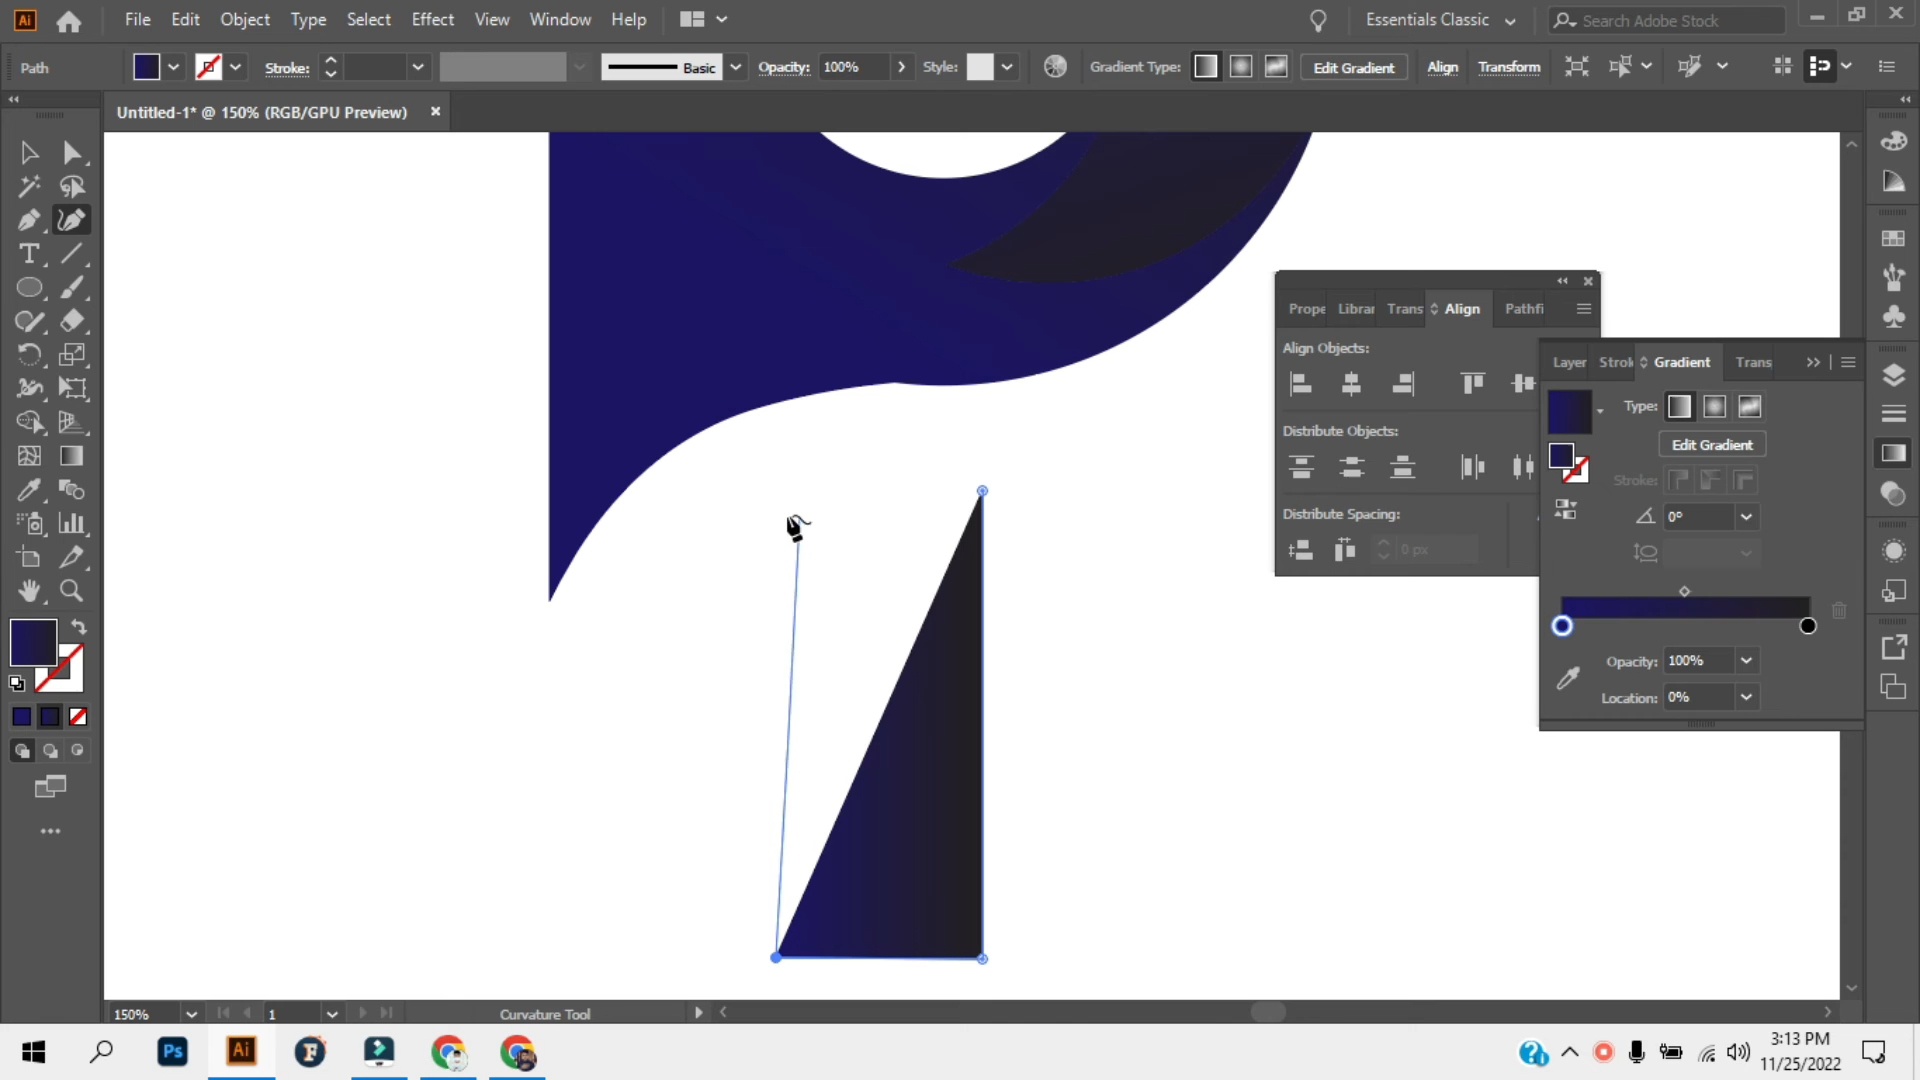 Ai File Edit Object Type Select Effect View Window Help Essentials Classic Search Adobe Stock
Path Stroke: Basic Opacity: 100% Style: Gradient Type: Edit Gradient Align Transform
Untitled-1* @ 150% (RGB/GPU Preview)
Prope Librar Trans Align Pathfi
Align Objects:
Distribute Objects:
Distribute Spacing:
0 px
Layer Strok Gradient Trans
Type:
Edit Gradient
Stroke:
0°
Opacity: 100%
Location: 0%
150% 1 Curvature Tool
Ps Ai F
3:13 PM
11/25/2022